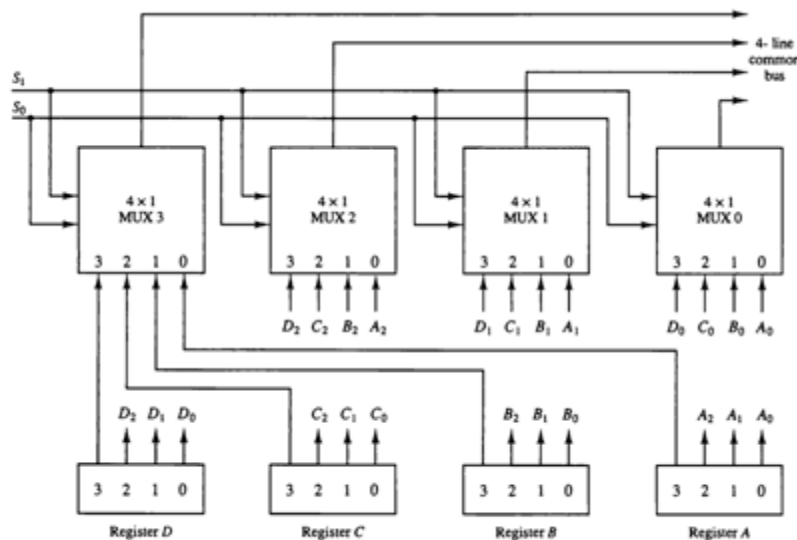 4- line
common
bus
S₁
S₀
4 × 1
MUX 3
3 2 1 0
4 × 1
MUX 2
3 2 1 0
4 × 1
MUX 1
3 2 1 0
4 × 1
MUX 0
3 2 1 0
D₂ C₂ B₂ A₂
D₁ C₁ B₁ A₁
D₀ C₀ B₀ A₀
D₂ D₁ D₀
C₂ C₁ C₀
B₂ B₁ B₀
A₂ A₁ A₀
3 2 1 0
3 2 1 0
3 2 1 0
3 2 1 0
Register D
Register C
Register B
Register A